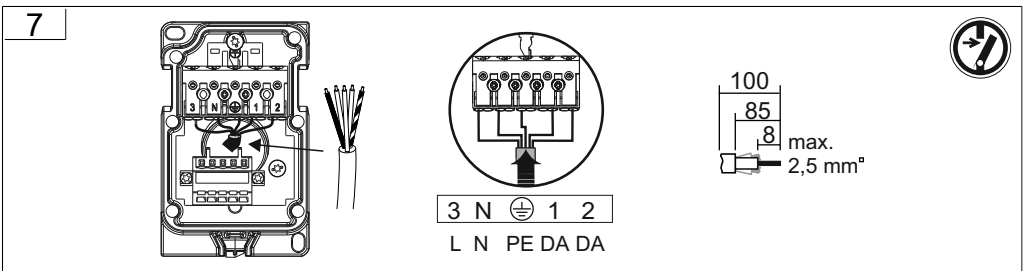 7
3 N ⏚ 1 2
3 N ⏚ 1 2
L N PE DA DA
100
85
8 max.
2,5 mm²